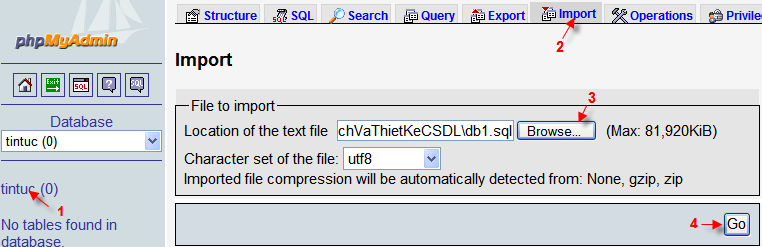 phpMyAdmin
Exit
SQL
?
SQL
Database
tintuc (0)
tintuc (0)
1
No tables found in
database.
Structure SQL Search Query Export Import Operations Privile
2
Import
File to import
3
Location of the text file chVaThietKeCSDL\db1.sql Browse... (Max: 81,920KiB)
Character set of the file: utf8
Imported file compression will be automatically detected from: None, gzip, zip
4 Go